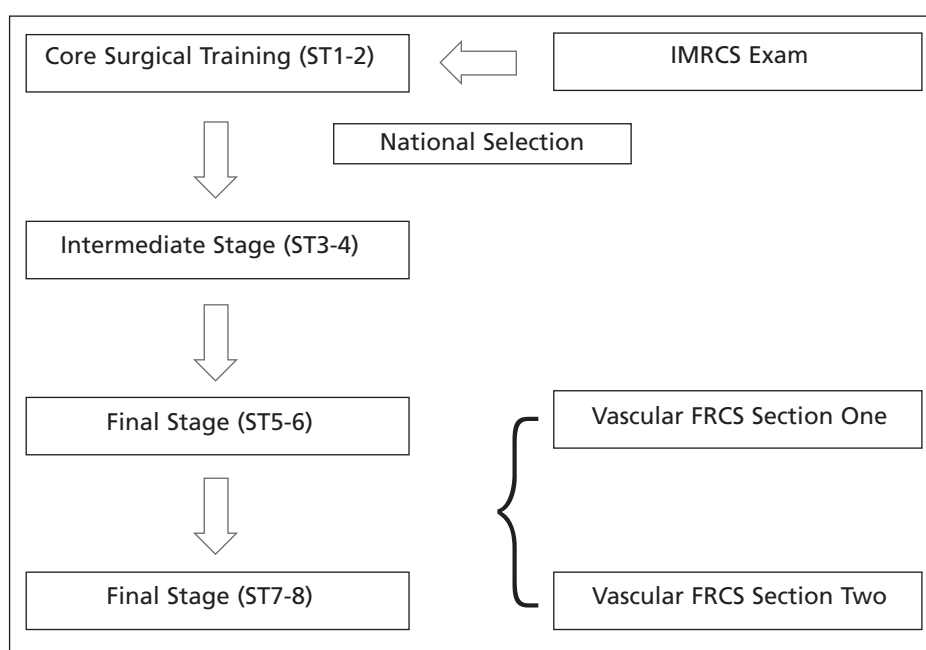 Core Surgical Training (ST1-2)
IMRCS Exam
National Selection
Intermediate Stage (ST3-4)
Final Stage (ST5-6)
Vascular FRCS Section One
Final Stage (ST7-8)
Vascular FRCS Section Two